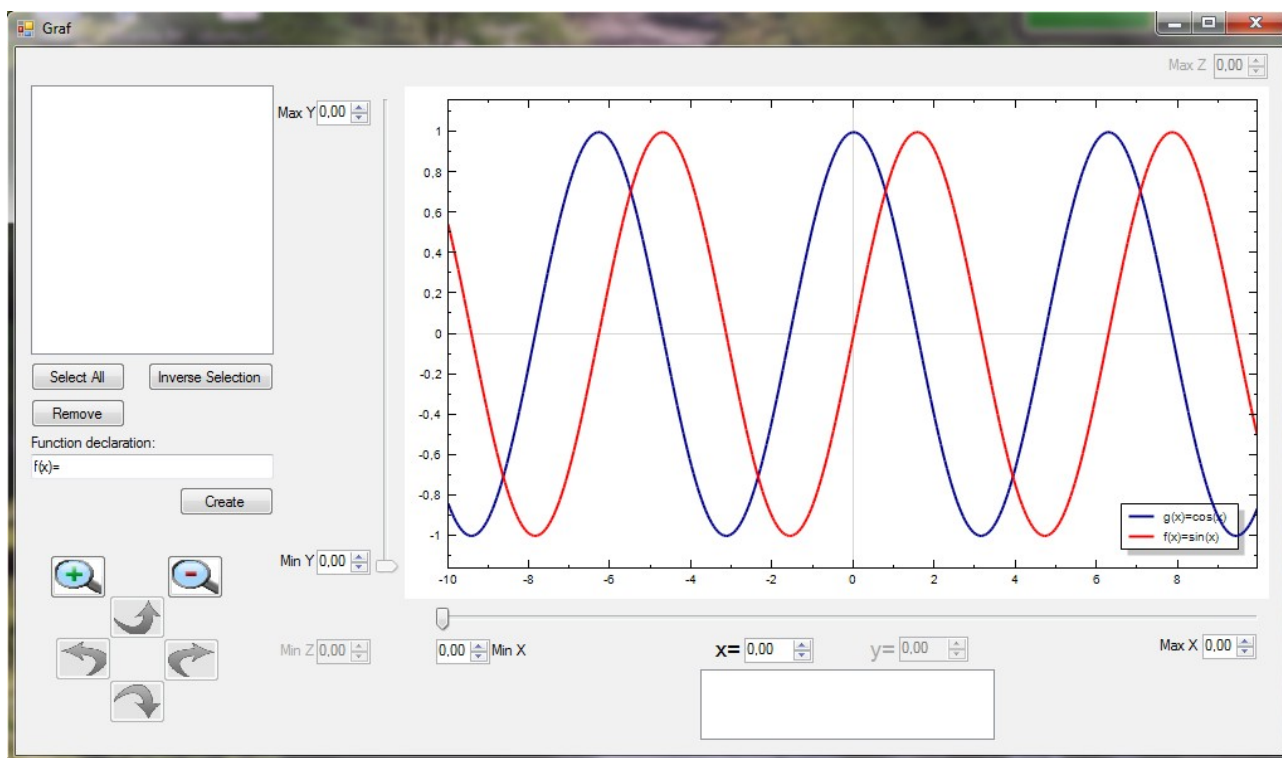 Graf
Max Z 0,00
Max Y 0,00
1
0,8
0,6
0,4
0,2
0
-0,2
-0,4
-0,6
-0,8
-1
g(x)=cos(x)
f(x)=sin(x)
-10 -8 -6 -4 -2 0 2 4 6 8
Select All Inverse Selection
Remove
Function declaration:
f(x)=
Create
Min Y 0,00
Min Z 0,00
0,00 Min X
x= 0,00
y= 0,00
Max X 0,00